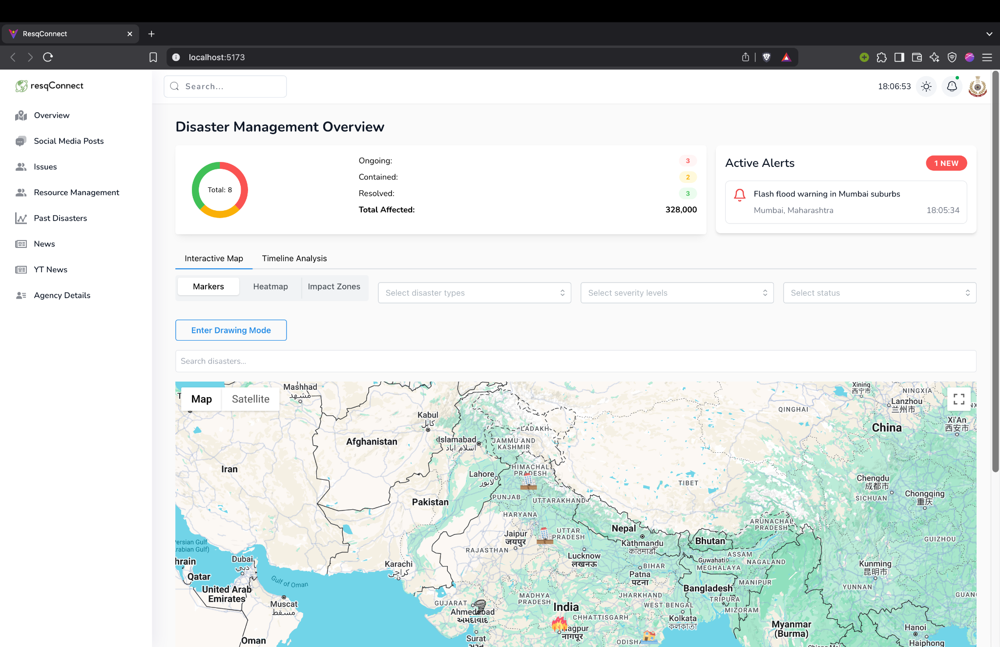 ResqConnect
localhost:5173
resqConnect
Search...
18:06:53
Overview
Social Media Posts
Issues
Resource Management
Past Disasters
News
YT News
Agency Details
Disaster Management Overview
Total: 8
Ongoing: 3
Contained: 2
Resolved: 3
Total Affected: 328,000
Active Alerts
1 NEW
Flash flood warning in Mumbai suburbs
Mumbai, Maharashtra 18:05:34
Interactive Map Timeline Analysis
Markers Heatmap Impact Zones
Select disaster types
Select severity levels
Select status
Enter Drawing Mode
Search disasters...
Map Satellite
Mashhad
مشهد
Xining
西宁市
NINGXIA
Lanzhou
兰州市
QINGHAI
Xi'An
西安市
China
Kabul
کابل
LADAKH
Afghanistan
Islamabad
اسلام آباد
JAMMU AND
KASHMIR
Iran
HIMACHAL
PRADESH
Lahore
لاہور
TIBET
Chengdu
成都市
Chongqing
重庆
PUNJAB
SICHUAN
Pakistan
UTTARAKHAND
HARYANA
ARUNACHAL
PRADESH
Nepal
UTTAR
PRADESH
Jaipur
जयपुर
Bhutan
Kathmandu
काठमाडौं
GUIZHOU
ersian Gulf
rabian Gulf)
RAJASTHAN
Lucknow
लखनऊ
ASSAM
Guwahati
NAGALAND
MEGHALAYA
hrain
Dubai
دبي
Karachi
کراچی
BIHAR
Patna
पटना
Kunming
昆明市
Qatar
Gulf of Oman
MANIPUR
YUNNAN
United Arab
Emirates
Bangladesh
MADHYA
PRADESH
JHARKHAND
TRIPURA
GUAN
Muscat
مسقط
GUJARAT
Ahmedabad
અમદાવાદ
India
WEST BENGAL
MIZORAM
CHHATTISGARH
Kolkata
কলকাতা
Myanmar
(Burma)
agpur
नागपूर
Hanoi
Oman
Surat
ODISHA
Haiphong